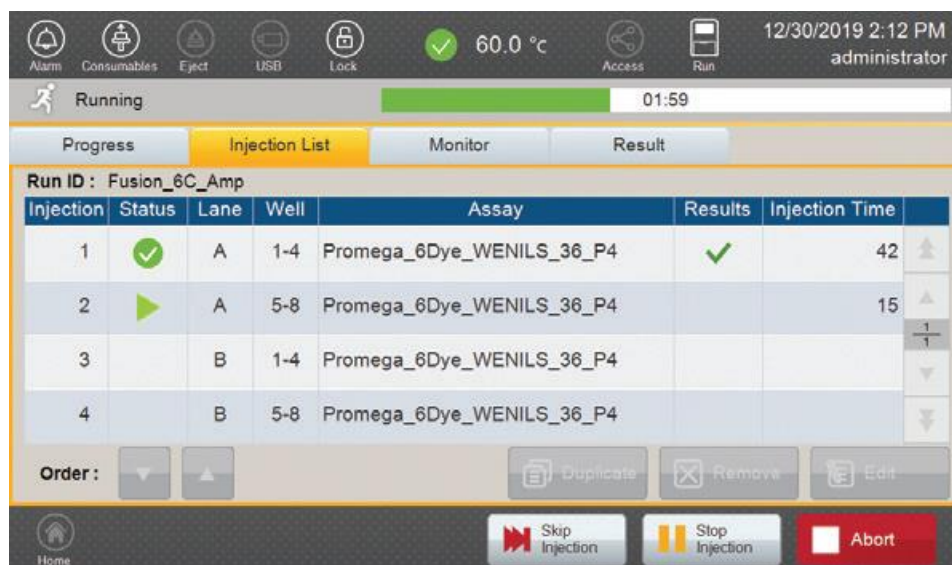 12/30/2019 2:12 PM
60.0 °c
administrator
Alarm Consumables Eject USB Lock Access Run
Running 01:59
Progress Injection List Monitor Result
Run ID : Fusion_6C_Amp
Injection Status Lane Well Assay Results Injection Time
1 A 1-4 Promega_6Dye_WENILS_36_P4 42
2 A 5-8 Promega_6Dye_WENILS_36_P4 15
1
1
3 B 1-4 Promega_6Dye_WENILS_36_P4
4 B 5-8 Promega_6Dye_WENILS_36_P4
Order : Duplicate Remove Edit
Skip
Injection
Stop
Injection
Abort
Home